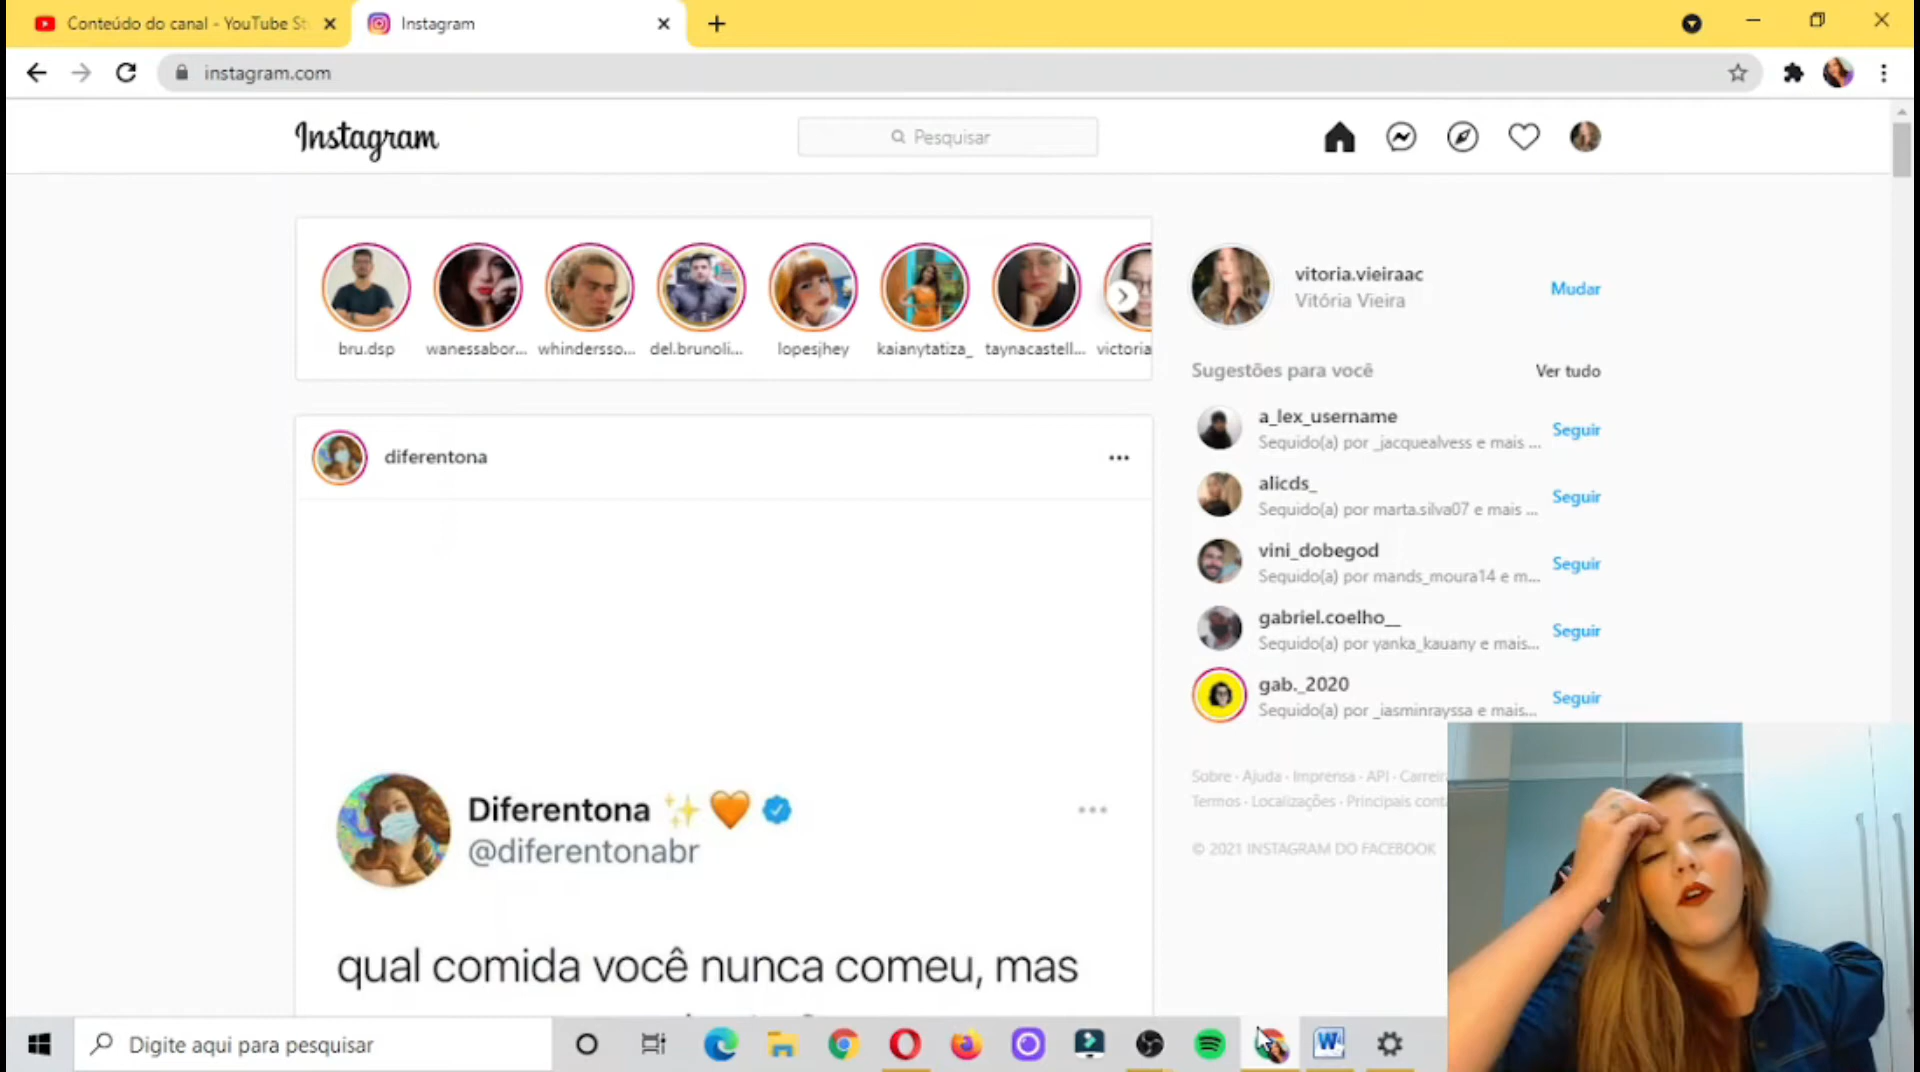 Conteúdo do canal - YouTube St
Instagram
instagram.com
Instagram
Pesquisar
bru.dsp
wanessabor...
whindersso...
del.brunoli...
lopesjhey
kaianytatiza_
taynacastell...
victoria
vitoria.vieiraac
Vitória Vieira
Mudar
Sugestões para você
Ver tudo
a_lex_username
Seguido(a) por _jacquealvess e mais ...
Seguir
alicds_
Seguido(a) por marta.silva07 e mais ...
Seguir
vini_dobegod
Seguido(a) por mands_moura14 e m...
Seguir
gabriel.coelho__
Seguido(a) por yanka_kauany e mais...
Seguir
gab._2020
Seguido(a) por _iasminrayssa e mais...
Seguir
Sobre · Ajuda · Imprensa · API · Carreir
Termos · Localizações · Principais cont
© 2021 INSTAGRAM DO FACEBOOK
diferentona
Diferentona
@diferentonabr
qual comida você nunca comeu, mas
Digite aqui para pesquisar